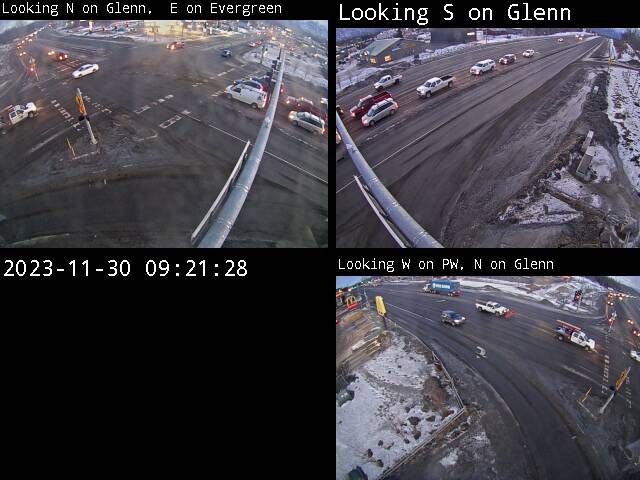 Looking N on Glenn,  E on Evergreen
Looking S on Glenn
2023-11-30 09:21:28
Looking W on PW, N on Glenn